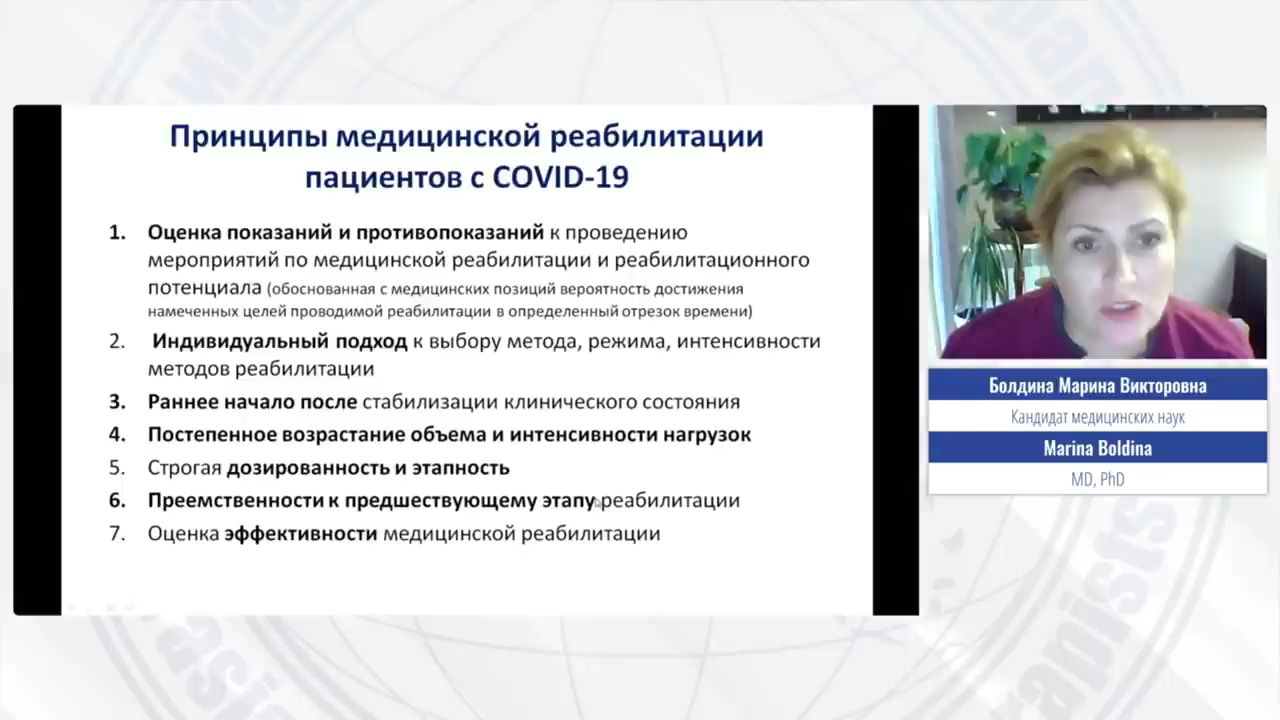 Принципы медицинской реабилитации
пациентов с COVID-19
1. Оценка показаний и противопоказаний к проведению
мероприятий по медицинской реабилитации и реабилитационного
потенциала (обоснованная с медицинских позиций вероятность достижения
намеченных целей проводимой реабилитации в определенный отрезок времени)
2. Индивидуальный подход к выбору метода, режима, интенсивности
методов реабилитации
3. Раннее начало после стабилизации клинического состояния
4. Постепенное возрастание объема и интенсивности нагрузок
5. Строгая дозированность и этапность
6. Преемственности к предшествующему этапу реабилитации
7. Оценка эффективности медицинской реабилитации
Болдина Марина Викторовна
Кандидат медицинских наук
Marina Boldina
MD, PhD